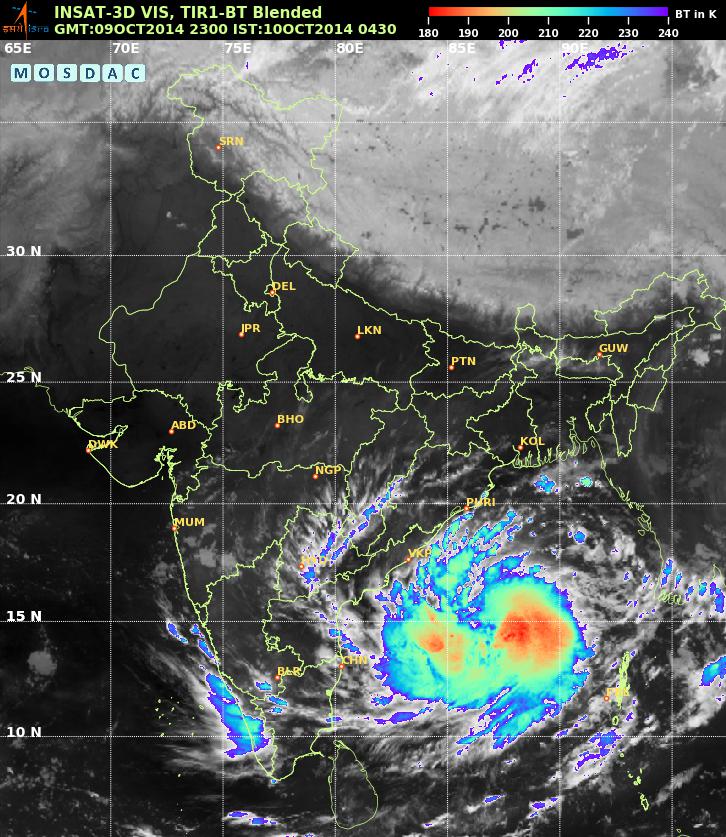 INSAT-3D VIS, TIR1-BT Blended
GMT:09OCT2014 2300 IST:10OCT2014 0430
BT in K
180 190 200 210 220 230 240
65E 70E 75E 80E 85E 90E
MOSDAC
SRN
30 N
DEL
JPR
LKN
GUW
PTN
25 N
ABD
BHO
DWK
KOL
NGP
20 N
PURI
MUM
VKP
15 N
CHN
BLR
10 N